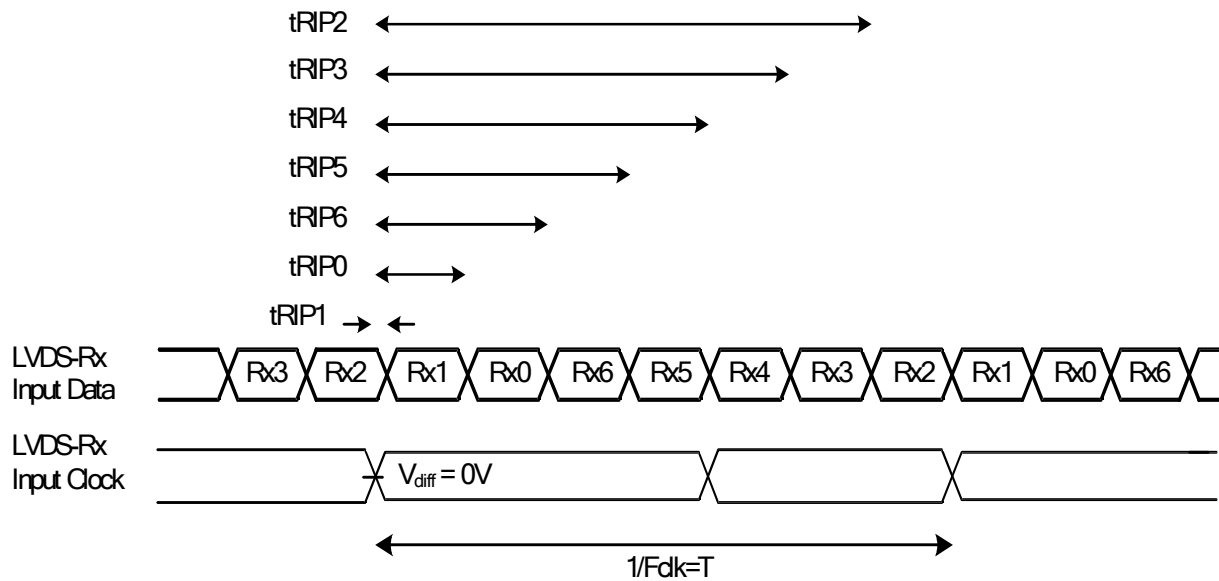 tRIP2
tRIP3
tRIP4
tRIP5
tRIP6
tRIP0
tRIP1
LVDS-Rx
Input Data
Rx3 Rx2 Rx1 Rx0 Rx6 Rx5 Rx4 Rx3 Rx2 Rx1 Rx0 Rx6
LVDS-Rx
Input Clock
Vdiff = 0V
1/Fclk=T